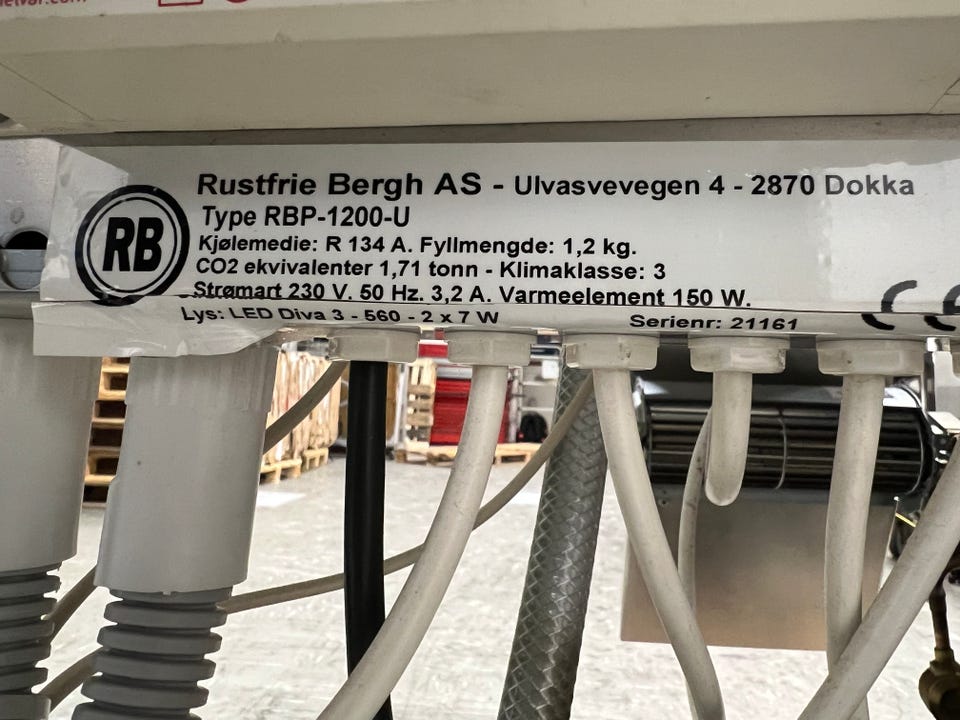 Rustfrie Bergh AS - Ulvasvevegen 4 - 2870 Dokka
RB
Type RBP-1200-U
Kjølemedie: R 134 A. Fyllmengde: 1,2 kg.
CO2 ekvivalenter 1,71 tonn - Klimaklasse: 3
Strømart 230 V. 50 Hz. 3,2 A. Varmeelement 150 W.
Lys: LED Diva 3 - 560 - 2 x 7 W Serienr: 21161
CE